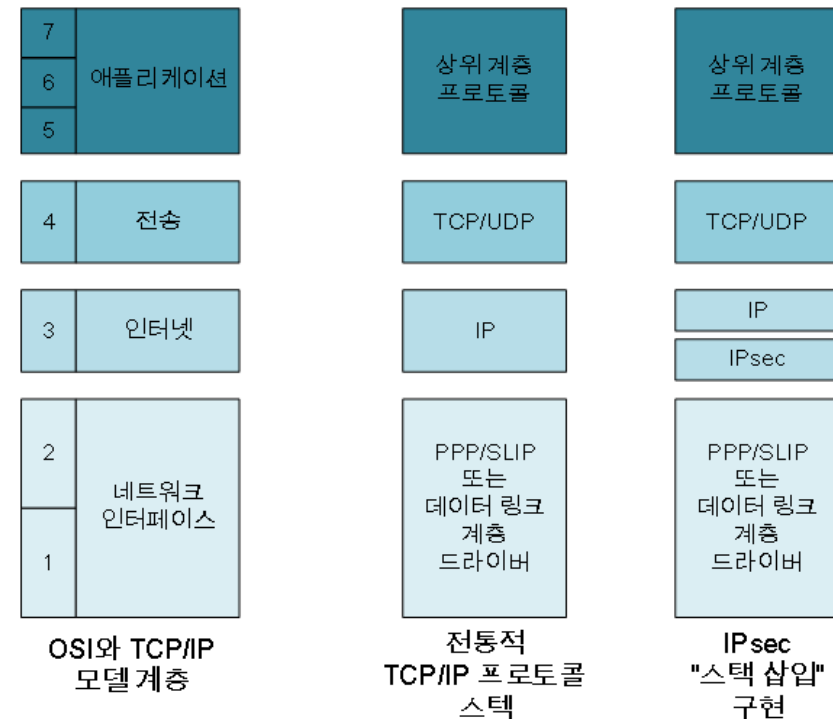 7
6
5
애플리케이션
상위 계층
프로토콜
상위 계층
프로토콜
4
전송
TCP/UDP
TCP/UDP
3
인터넷
IP
IP
IPsec
2
1
네트워크
인터페이스
PPP/SLIP
또는
데이터 링크
계층
드라이버
PPP/SLIP
또는
데이터 링크
계층
드라이버
OSI와 TCP/IP
모델 계층
전통적
TCP/IP 프로토콜
스텍
IPsec
"스택 삽입"
구현